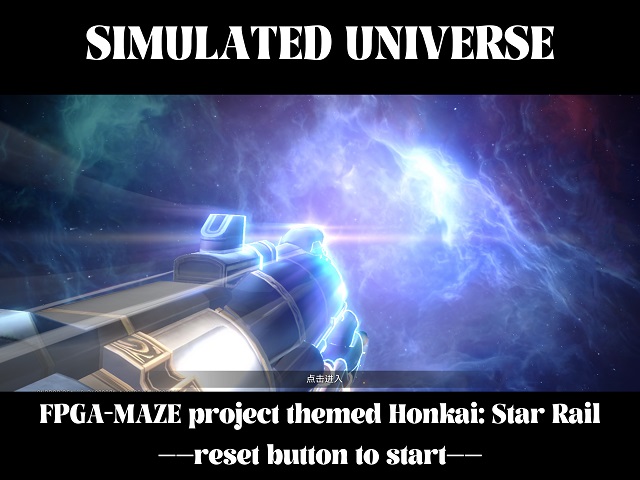 SIMULATED UNIVERSE
点击进入
FPGA-MAZE project themed Honkai: Star Rail
——reset button to start——